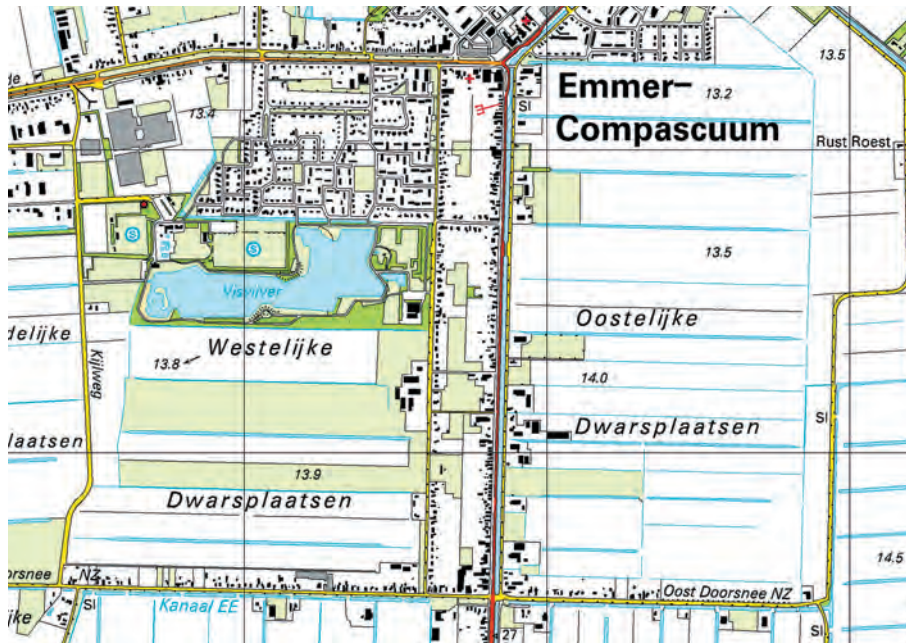 Emmer-
Compascuum
13.5
13.2
13.4
SI
Rust Roest
S
S
13.5
Visvijver
Oostelijke
delijke
Westelijke
13.8
14.0
Kijlweg
SI
Dwarsplaatsen
laatsen
13.9
Dwarsplaatsen
14.5
oorsnee NZ
Oost Doorsnee NZ
SI
Kanaal EE
ijke
27
SI